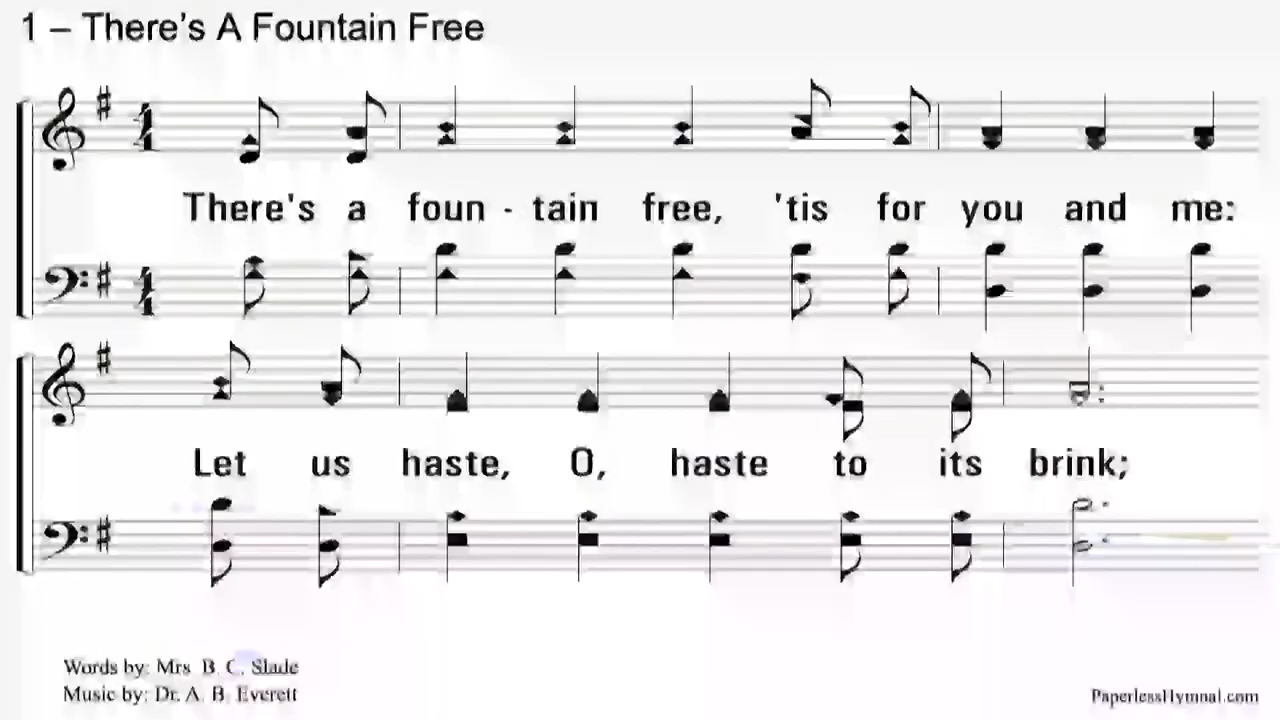 1 – There's A Fountain Free
There's a foun - tain free, 'tis for you and me:
Let us haste, O, haste to its brink;
Words by: Mrs B. C. Slade
Music by: Dr. A. B. Everett
PaperlessHymnal.com